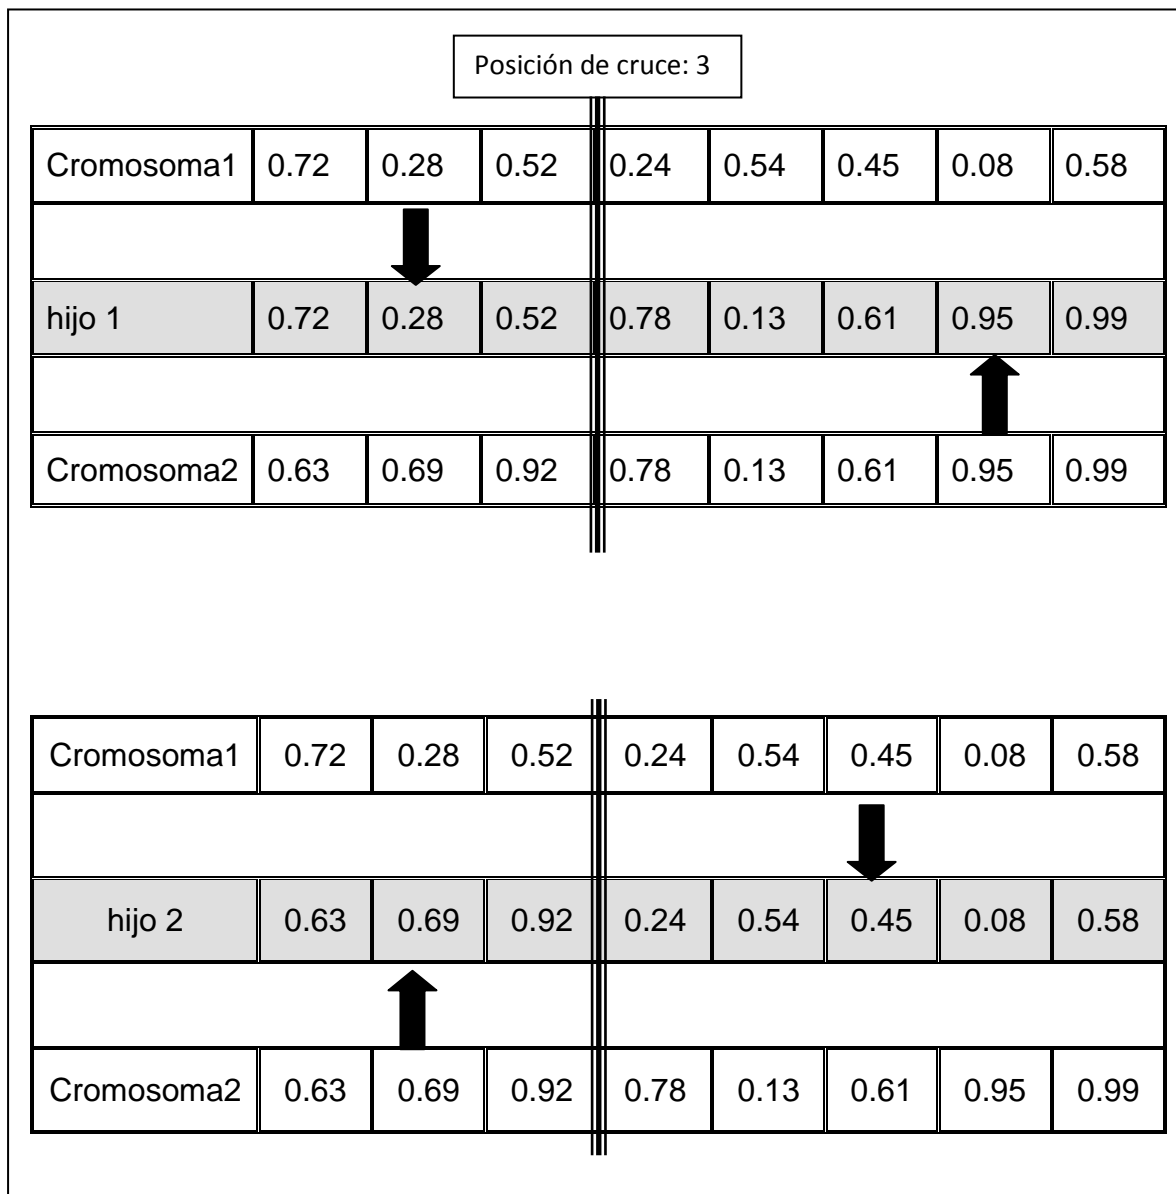 Posición de cruce: 3
Cromosoma1 0.72 0.28 0.52 0.24 0.54 0.45 0.08 0.58
hijo 1 0.72 0.28 0.52 0.78 0.13 0.61 0.95 0.99
Cromosoma2 0.63 0.69 0.92 0.78 0.13 0.61 0.95 0.99
Cromosoma1 0.72 0.28 0.52 0.24 0.54 0.45 0.08 0.58
hijo 2 0.63 0.69 0.92 0.24 0.54 0.45 0.08 0.58
Cromosoma2 0.63 0.69 0.92 0.78 0.13 0.61 0.95 0.99